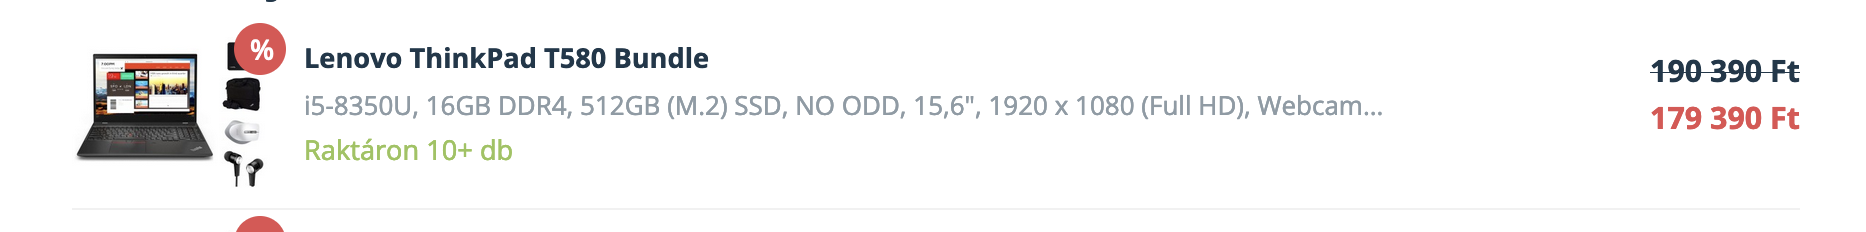 %
Lenovo ThinkPad T580 Bundle
i5-8350U, 16GB DDR4, 512GB (M.2) SSD, NO ODD, 15,6", 1920 x 1080 (Full HD), Webcam...
Raktáron 10+ db
190 390 Ft
179 390 Ft